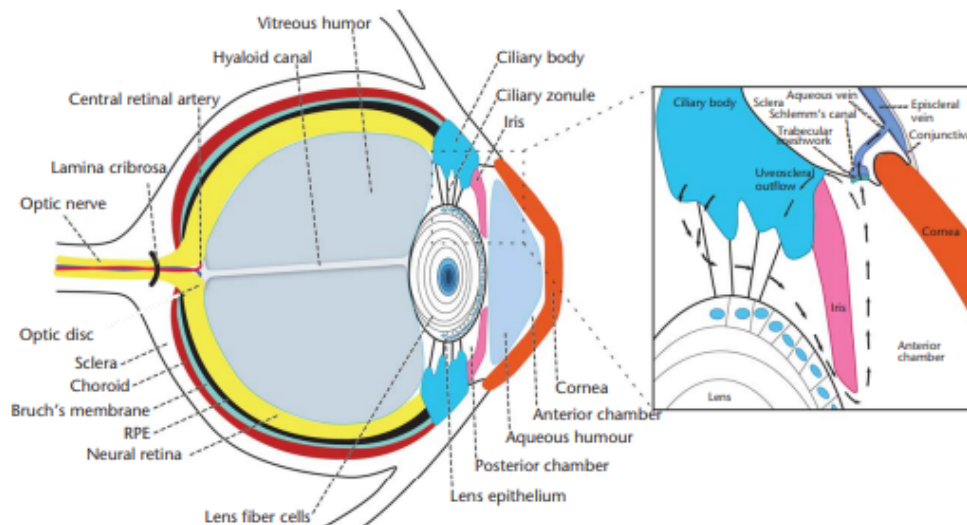 Vitreous humor
Hyaloid canal
Central retinal artery
Lamina cribrosa
Optic nerve
Optic disc
Sclera
Choroid
Bruch's membrane
RPE
Neural retina
Lens fiber cells
Ciliary body
Ciliary zonule
Iris
Cornea
Anterior chamber
Aqueous humour
Posterior chamber
Lens epithelium
Ciliary body
Sclera
Aqueous vein
Schlemm's canal
Trabecular
meshwork
Uveoscleral
outflow
Episcleral
vein
Conjunctiva
Cornea
Iris
Anterior
chamber
Lens